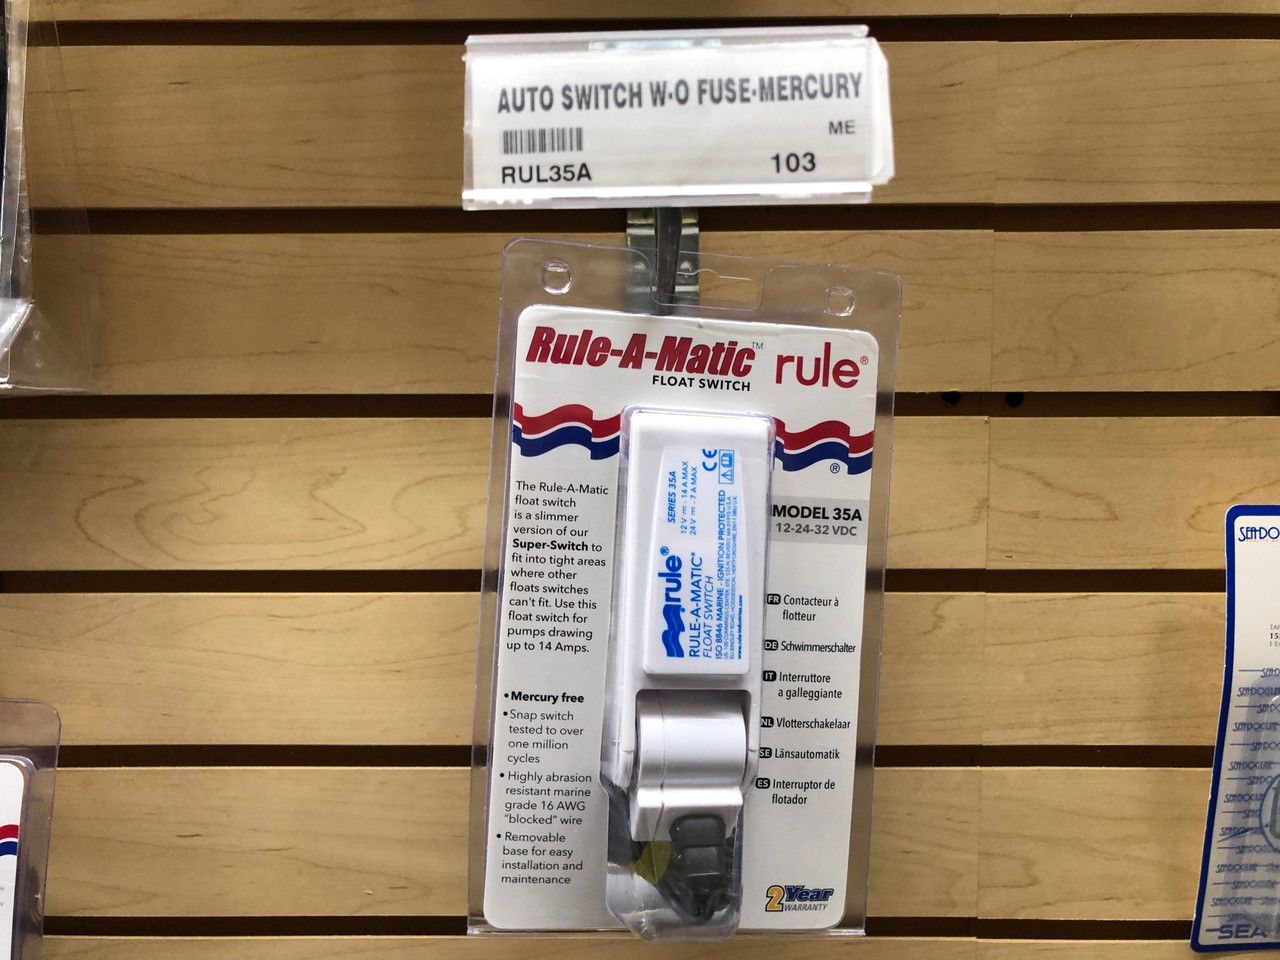 AUTO SWITCH W-O FUSE-MERCURY
ME
RUL35A 103
Rule-A-Matic™ rule®
FLOAT SWITCH
®
The Rule-A-Matic
float switch
is a slimmer
version of our
Super-Switch to
fit into tight areas
where other
floats switches
can't fit. Use this
float switch for
pumps drawing
up to 14 Amps.
• Mercury free
• Snap switch
tested to over
one million
cycles
• Highly abrasion
resistant marine
grade 16 AWG
"blocked" wire
• Removable
base for easy
installation and
maintenance
rule®
RULE-A-MATIC®
FLOAT SWITCH
SERIES 35A
12 V - 14 A MAX
24 V - 7 A MAX
CE
ISO 8846 MARINE - IGNITION PROTECTED
MODEL 35A
12-24-32 VDC
FR Contacteur à
flotteur
DE Schwimmerschalter
IT Interruttore
a galleggiante
NL Vlotterschakelaar
SE Länsautomatik
ES Interruptor de
flotador
2 Year
WARRANTY
SEA-DO
SEA